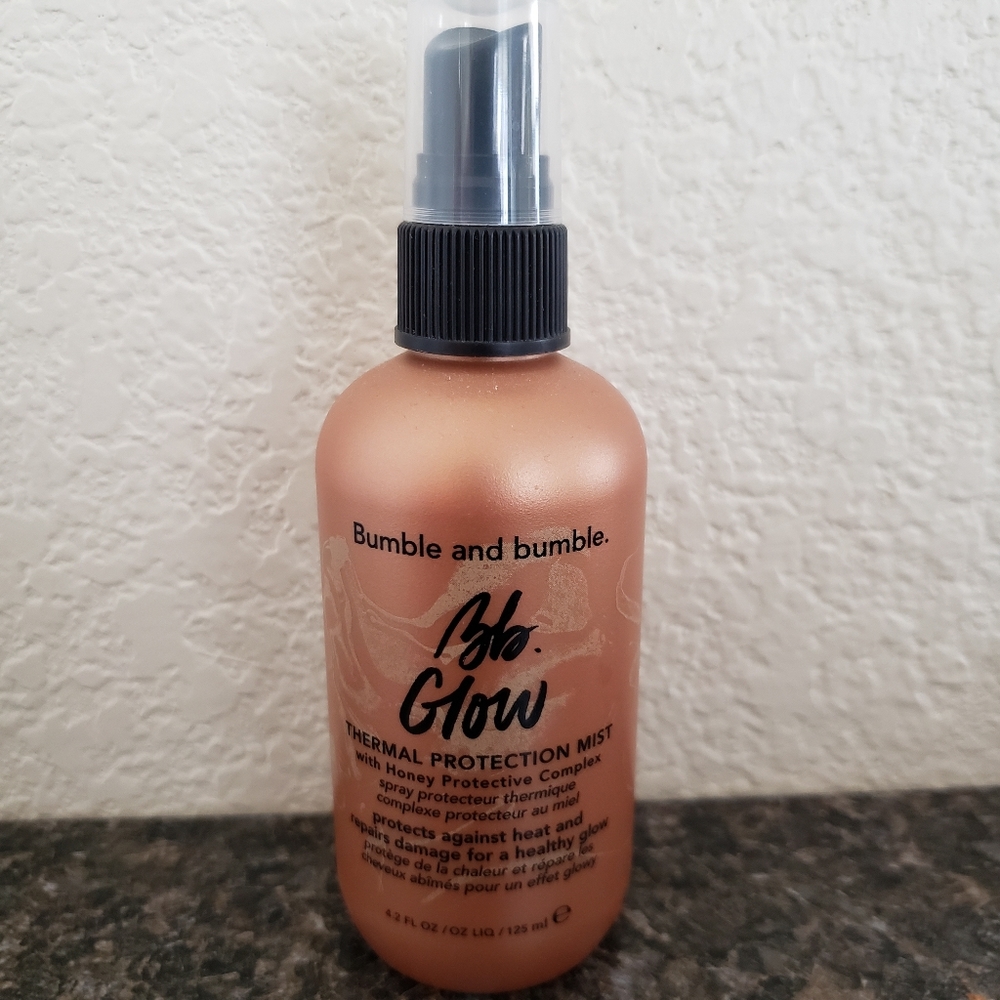 Bumble and bumble.
Bb.
Glow
THERMAL PROTECTION MIST
with Honey Protective Complex
spray protecteur thermique
complexe protecteur au miel
protects against heat and
repairs damage for a healthy glow
protège de la chaleur et répare les
cheveux abîmés pour un effet glowy
4.2 FL OZ / OZ LIQ / 125 ml ℮